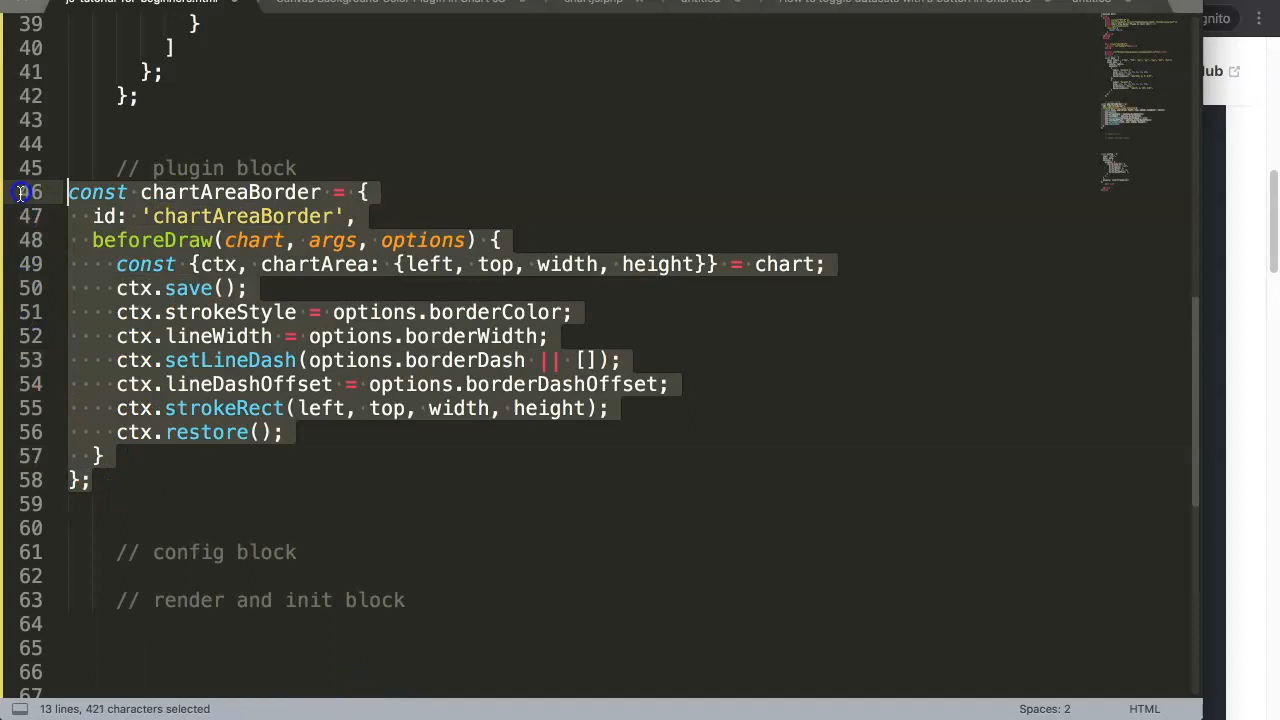 39 }
40 ]
41 };
42 };
43
44
45 // plugin block
46 const chartAreaBorder = {
47 id: 'chartAreaBorder',
48 beforeDraw(chart, args, options) {
49 const {ctx, chartArea: {left, top, width, height}} = chart;
50 ctx.save();
51 ctx.strokeStyle = options.borderColor;
52 ctx.lineWidth = options.borderWidth;
53 ctx.setLineDash(options.borderDash || []);
54 ctx.lineDashOffset = options.borderDashOffset;
55 ctx.strokeRect(left, top, width, height);
56 ctx.restore();
57 }
58 };
59
60
61 // config block
62
63 // render and init block
64
65
66
67
13 lines, 421 characters selected
Spaces: 2
HTML